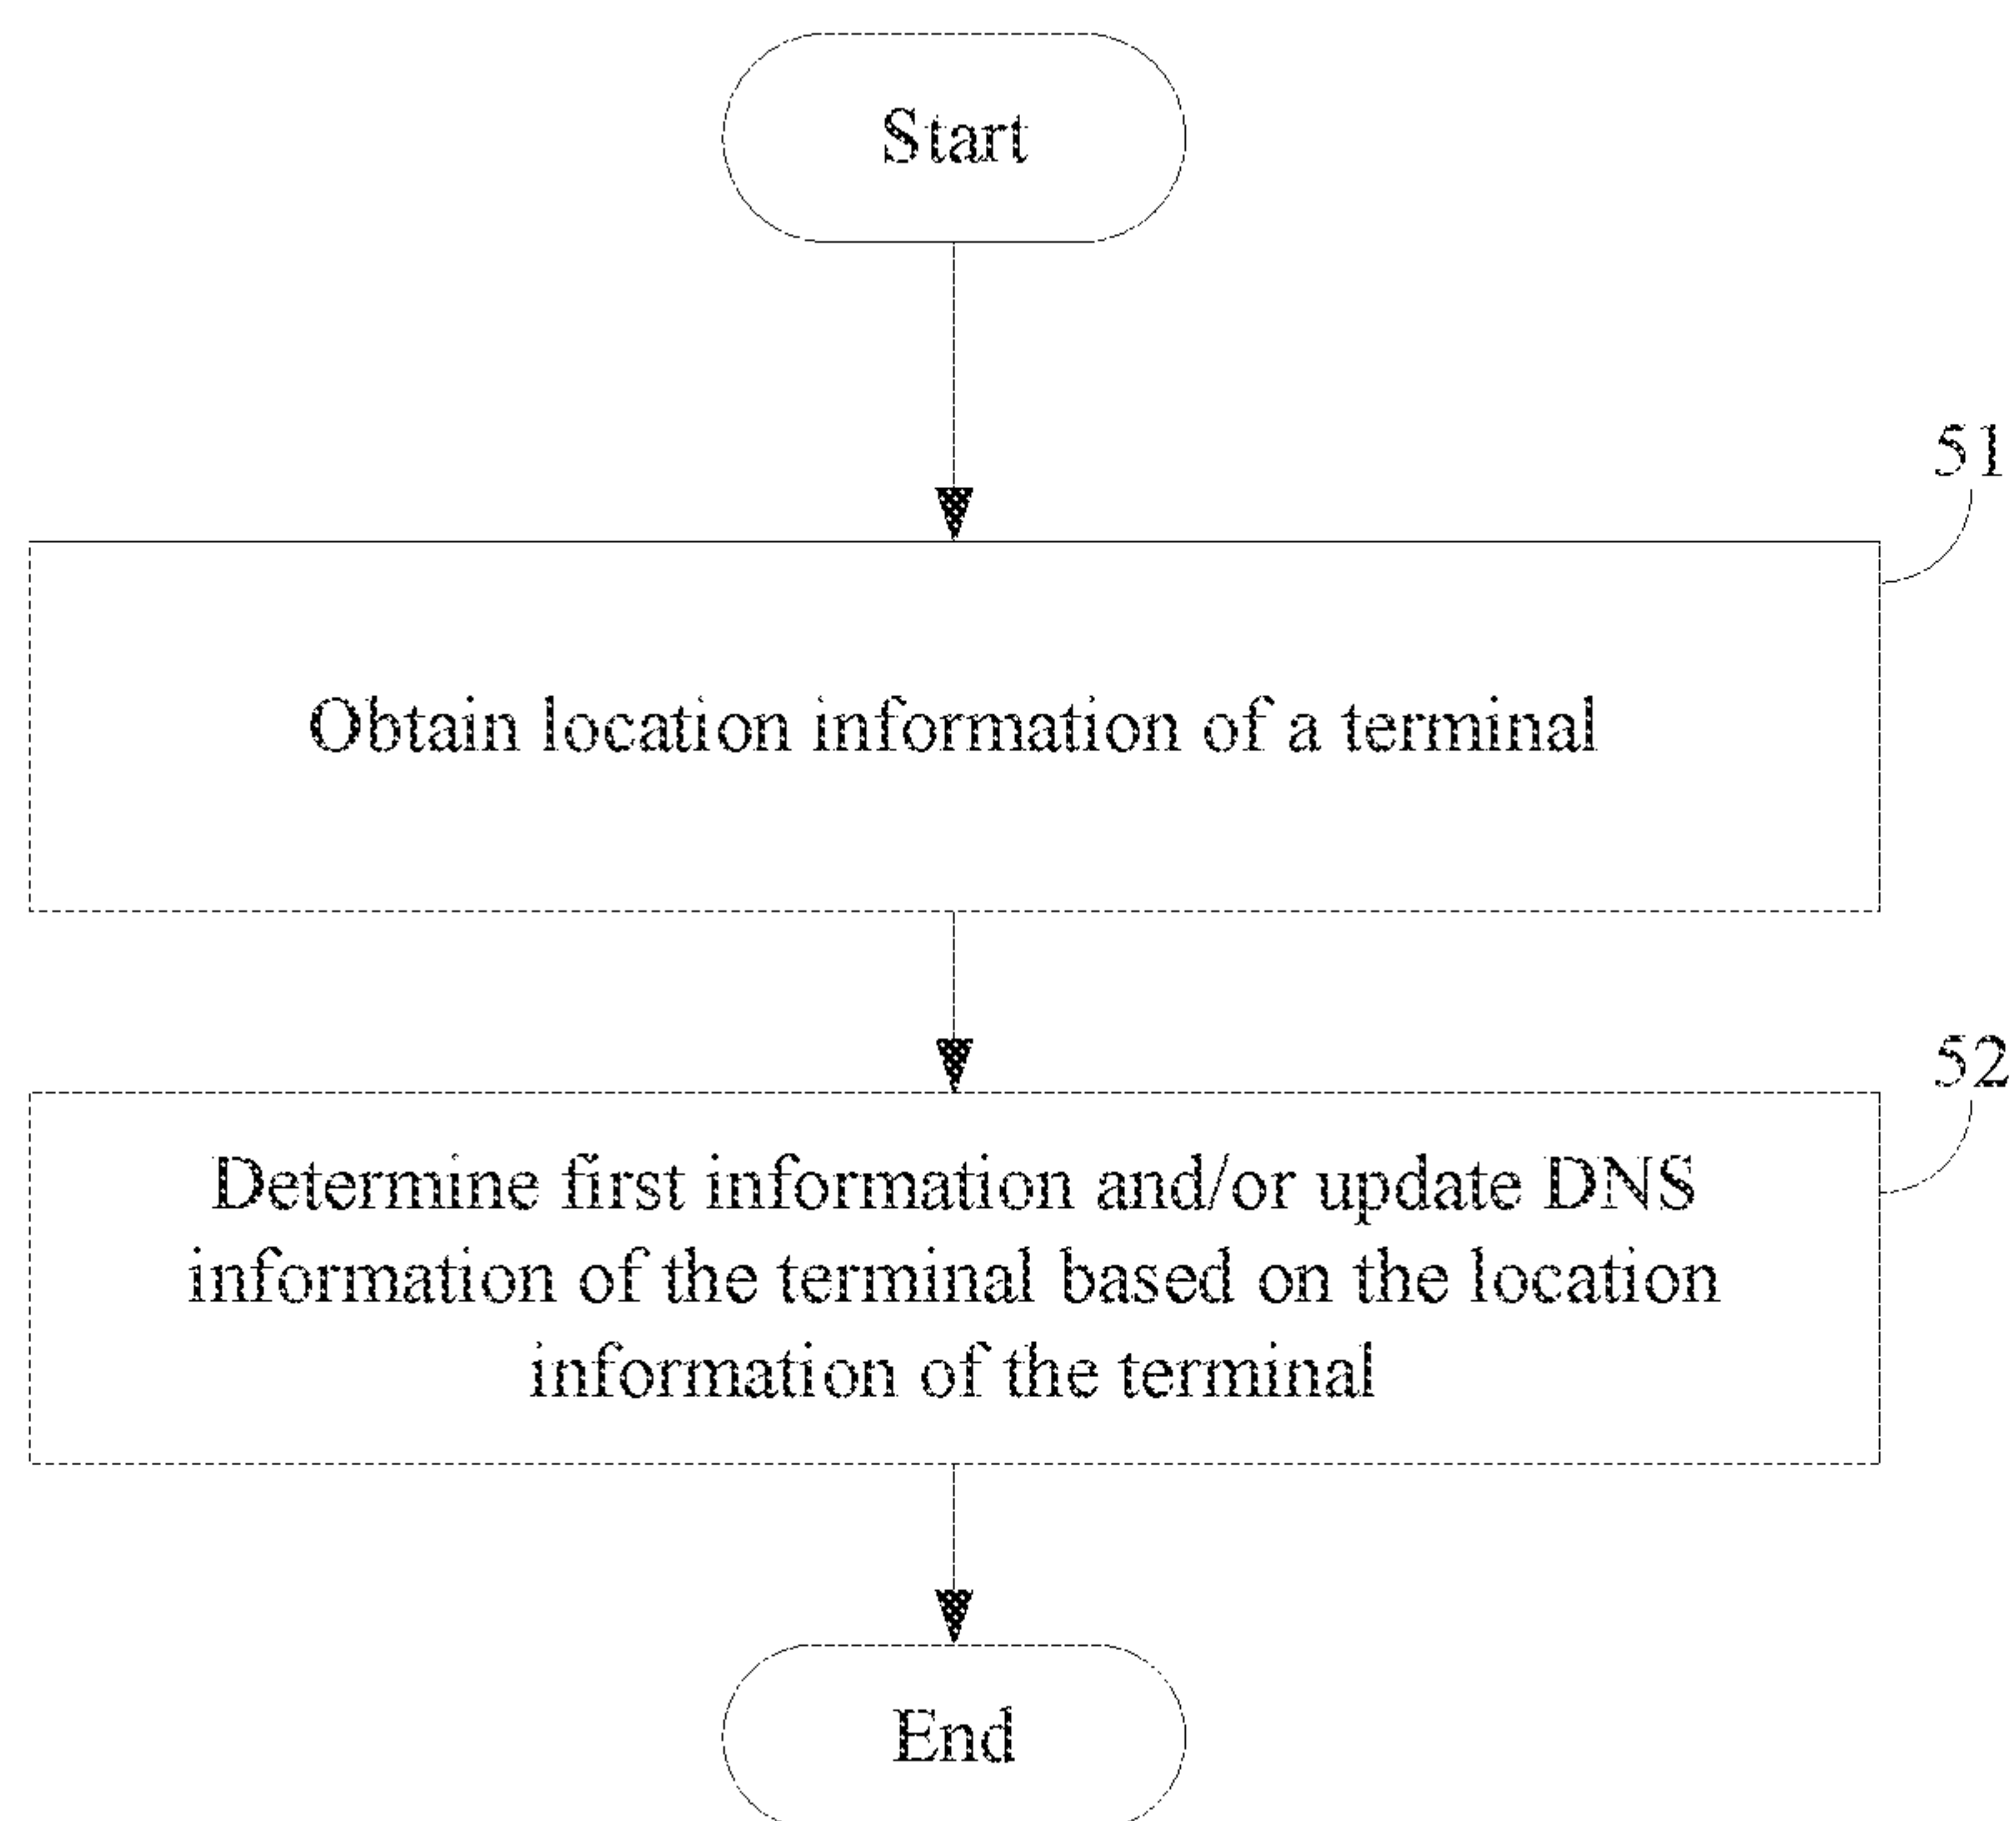 Start
51
Obtain location information of a terminal
52
Determine first information and/or update DNS
information of the terminal based on the location
information of the terminal
End